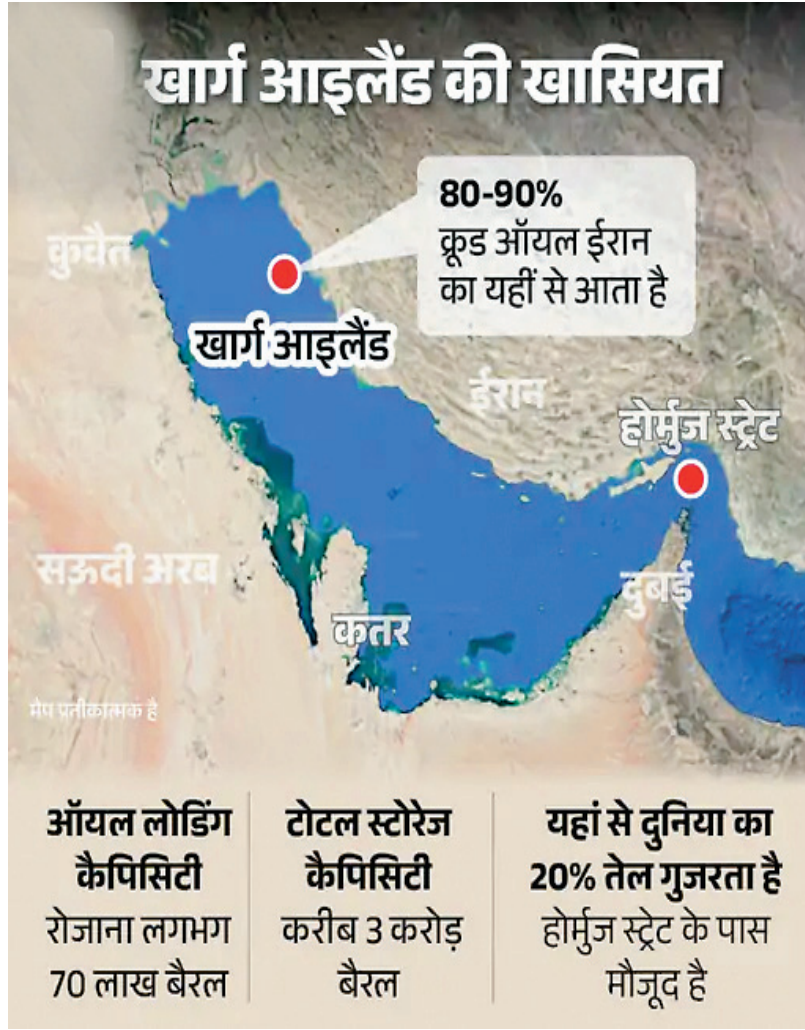 खार्ग आइलैंड की खासियत
80-90%
क्रूड ऑयल ईरान
का यहीं से आता है
कुवैत
खार्ग आइलैंड
ईरान
होर्मुज स्ट्रेट
सऊदी अरब
दुबई
कतर
मैप प्रतीकात्मक है
ऑयल लोडिंग
कैपिसिटी
रोजाना लगभग
70 लाख बैरल
टोटल स्टोरेज
कैपिसिटी
करीब 3 करोड़
बैरल
यहां से दुनिया का
20% तेल गुजरता है
होर्मुज स्ट्रेट के पास
मौजूद है